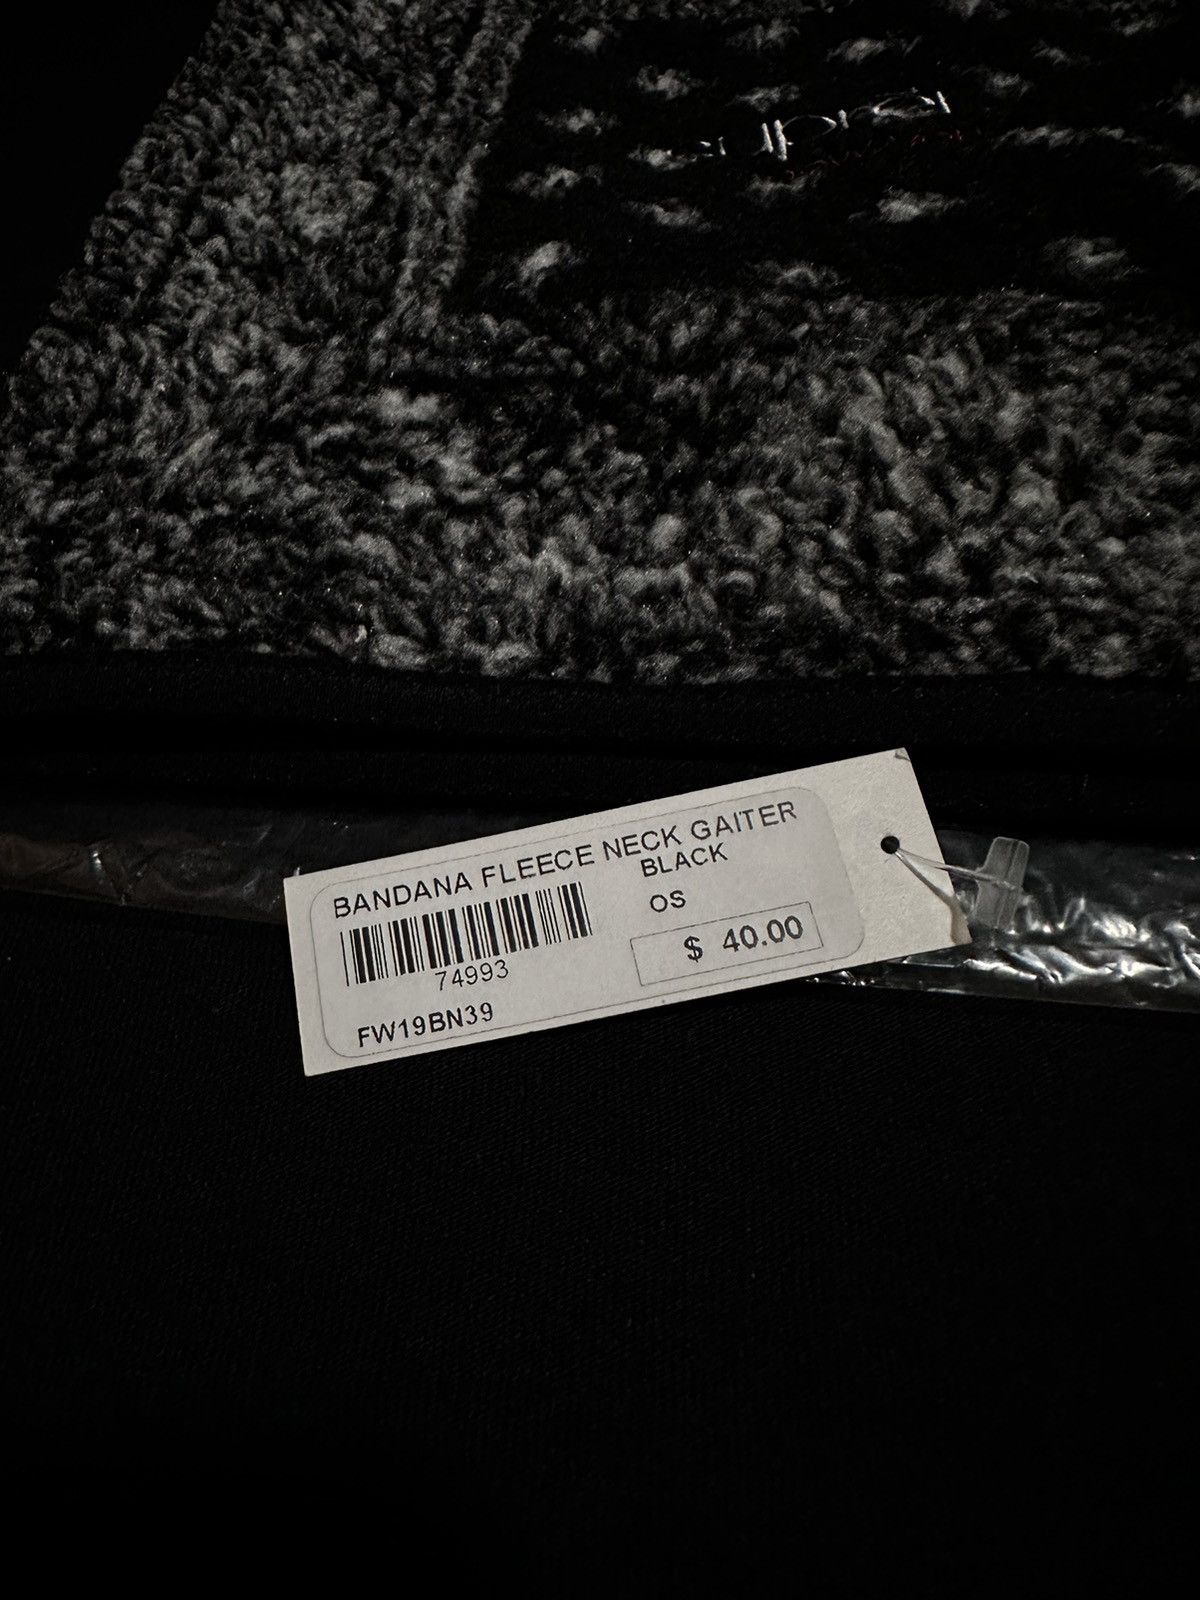 BANDANA FLEECE NECK GAITER
BLACK
OS
74993
$ 40.00
FW19BN39